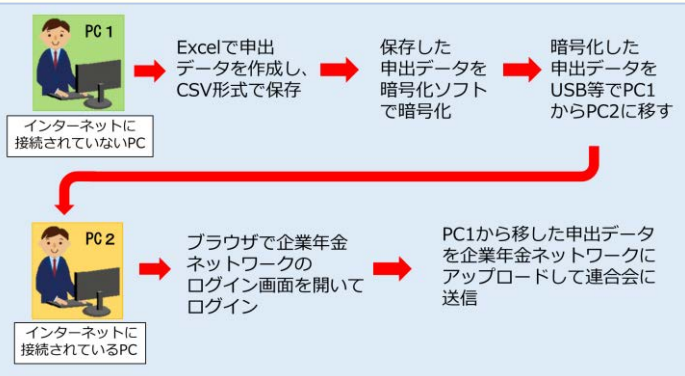 PC 1
Excelで申出
データを作成し、
CSV形式で保存
保存した
申出データを
暗号化ソフト
で暗号化
暗号化した
申出データを
USB等でPC1
からPC2に移す
インターネットに
接続されていないPC
PC 2
ブラウザで企業年金
ネットワークの
ログイン画面を開いて
ログイン
PC1から移した申出データ
を企業年金ネットワークに
アップロードして連合会に
送信
インターネットに
接続されているPC